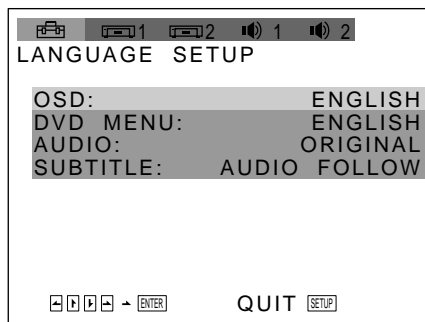 1 2 1 2
LANGUAGE SETUP
OSD: ENGLISH
DVD MENU: ENGLISH
AUDIO: ORIGINAL
SUBTITLE: AUDIO FOLLOW
ENTER QUIT SETUP